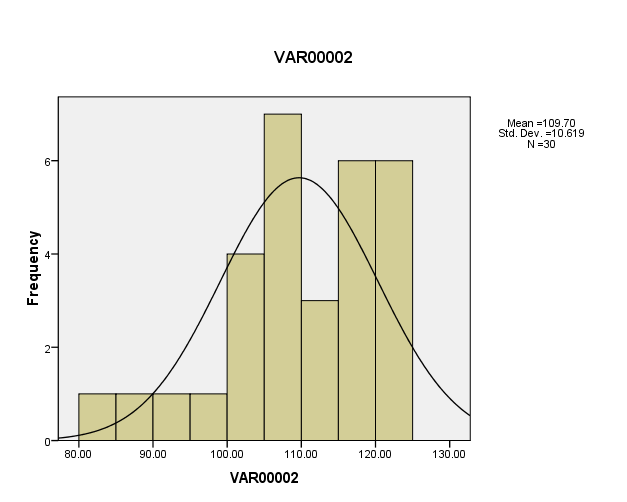 VAR00002
Mean =109.70
Std. Dev. =10.619
N =30
Frequency
6
4
2
0
80.00 90.00 100.00 110.00 120.00 130.00
VAR00002